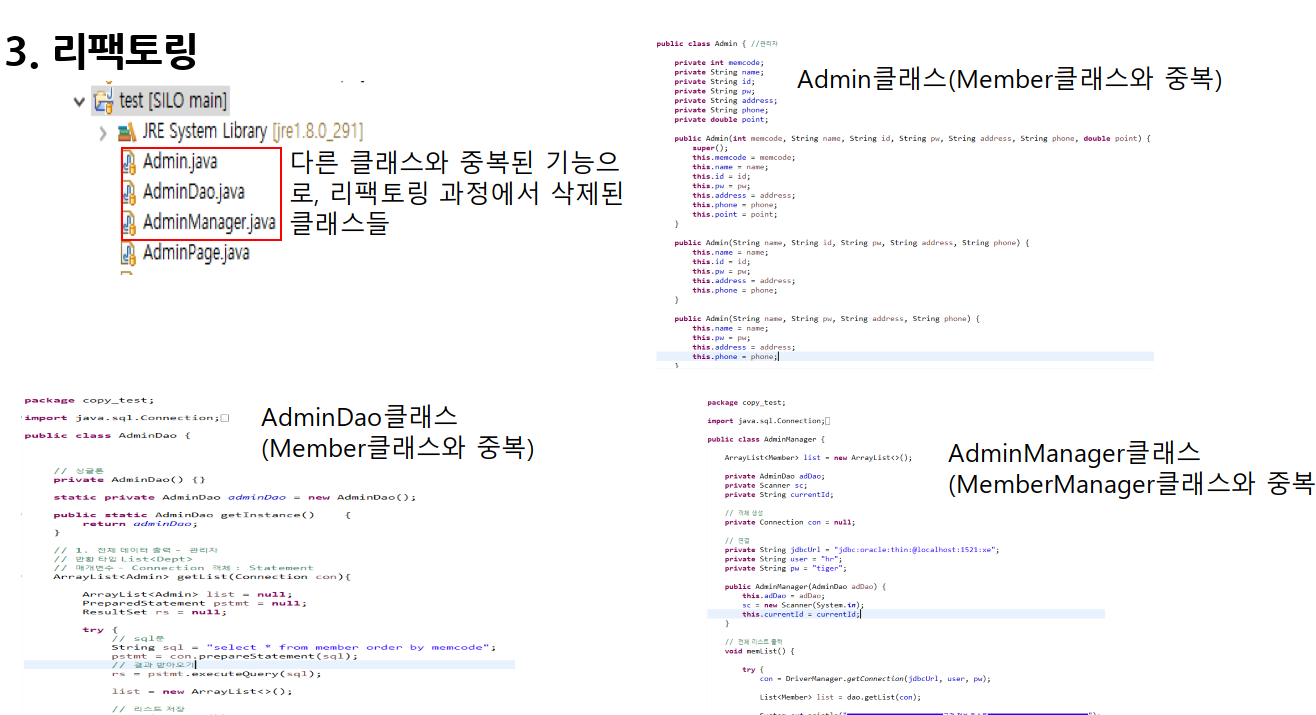 3. 리팩토링
test [SILO main]
JRE System Library [jre1.8.0_291]
Admin.java
AdminDao.java
AdminManager.java
AdminPage.java
다른 클래스와 중복된 기능으
로, 리팩토링 과정에서 삭제된
클래스들
public class Admin { //관리자
Admin클래스(Member클래스와 중복)
private int memcode;
private String name;
private String id;
private String pw;
private String address;
private String phone;
private double point;
public Admin(int memcode, String name, String id, String pw, String address, String phone, double point) {
super();
this.memcode = memcode;
this.name = name;
this.id = id;
this.pw = pw;
this.address = address;
this.phone = phone;
this.point = point;
}
public Admin(String name, String id, String pw, String address, String phone) {
this.name = name;
this.id = id;
this.pw = pw;
this.address = address;
this.phone = phone;
}
public Admin(String name, String pw, String address, String phone) {
this.name = name;
this.pw = pw;
this.address = address;
this.phone = phone;
}
package copy_test;
import java.sql.Connection;
public class AdminDao {
AdminDao클래스
(Member클래스와 중복)
// 싱글톤
private AdminDao() {}
static private AdminDao adminDao = new AdminDao();
public static AdminDao getInstance() {
return adminDao;
}
// 1. 전체 데이터 출력 - 관리자
// 반환 타입 List<Dept>
// 매개변수 - Connection 객체 : Statement
ArrayList<Admin> getList(Connection con){
ArrayList<Admin> list = null;
PreparedStatement pstmt = null;
ResultSet rs = null;
try {
// sql문
String sql = "select * from member order by memcode";
pstmt = con.prepareStatement(sql);
// 결과 받아오기
rs = pstmt.executeQuery(sql);
list = new ArrayList<>();
// 리스트 저장
package copy_test;
import java.sql.Connection;
public class AdminManager {
AdminManager클래스
(MemberManager클래스와 중복
ArrayList<Member> list = new ArrayList<>();
private AdminDao adDao;
private Scanner sc;
private String currentId;
// 객체 생성
private Connection con = null;
// 연결
private String jdbcUrl = "jdbc:oracle:thin:@localhost:1521:xe";
private String user = "hr";
private String pw = "tiger";
public AdminManager(AdminDao adDao) {
this.adDao = adDao;
sc = new Scanner(System.in);
this.currentId = currentId;
}
// 전체 리스트 출력
void memList() {
try {
con = DriverManager.getConnection(jdbcUrl, user, pw);
List<Member> list = dao.getList(con);